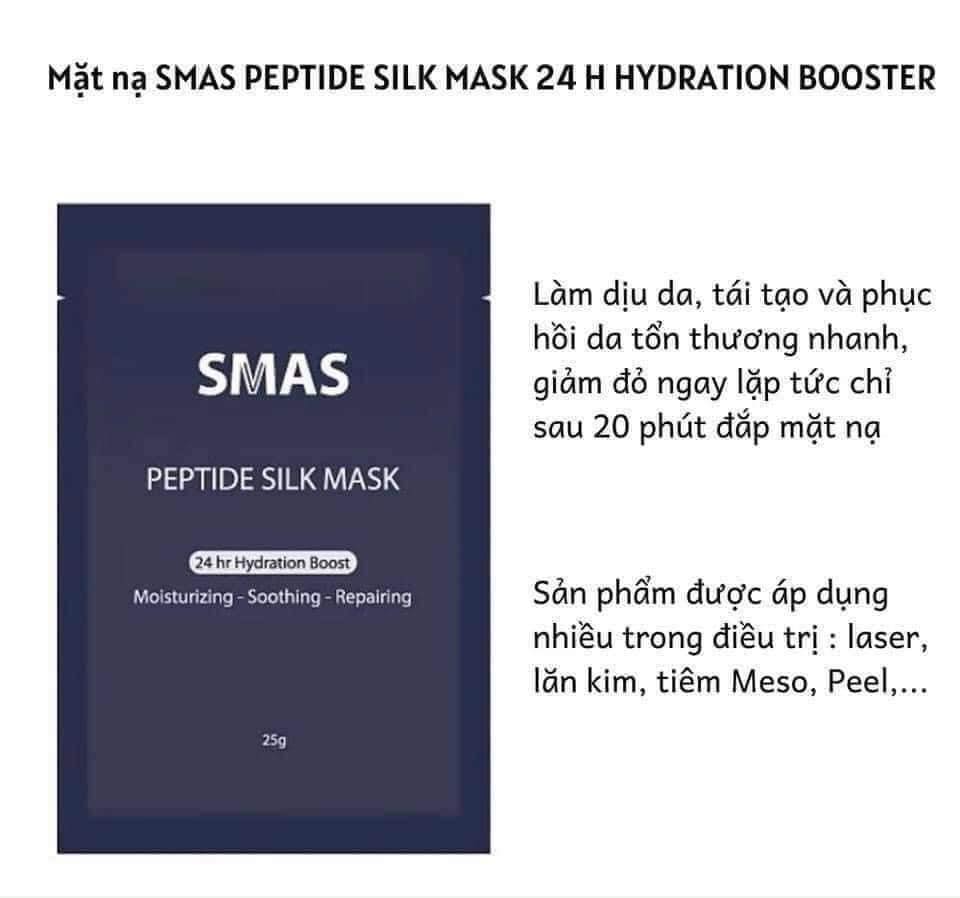 Mặt nạ SMAS PEPTIDE SILK MASK 24 H HYDRATION BOOSTER
SMAS
PEPTIDE SILK MASK
24 hr Hydration Boost
Moisturizing - Soothing - Repairing
25g
Làm dịu da, tái tạo và phục
hồi da tổn thương nhanh,
giảm đỏ ngay lặp tức chỉ
sau 20 phút đắp mặt nạ
Sản phẩm được áp dụng
nhiều trong điều trị : laser,
lăn kim, tiêm Meso, Peel,...